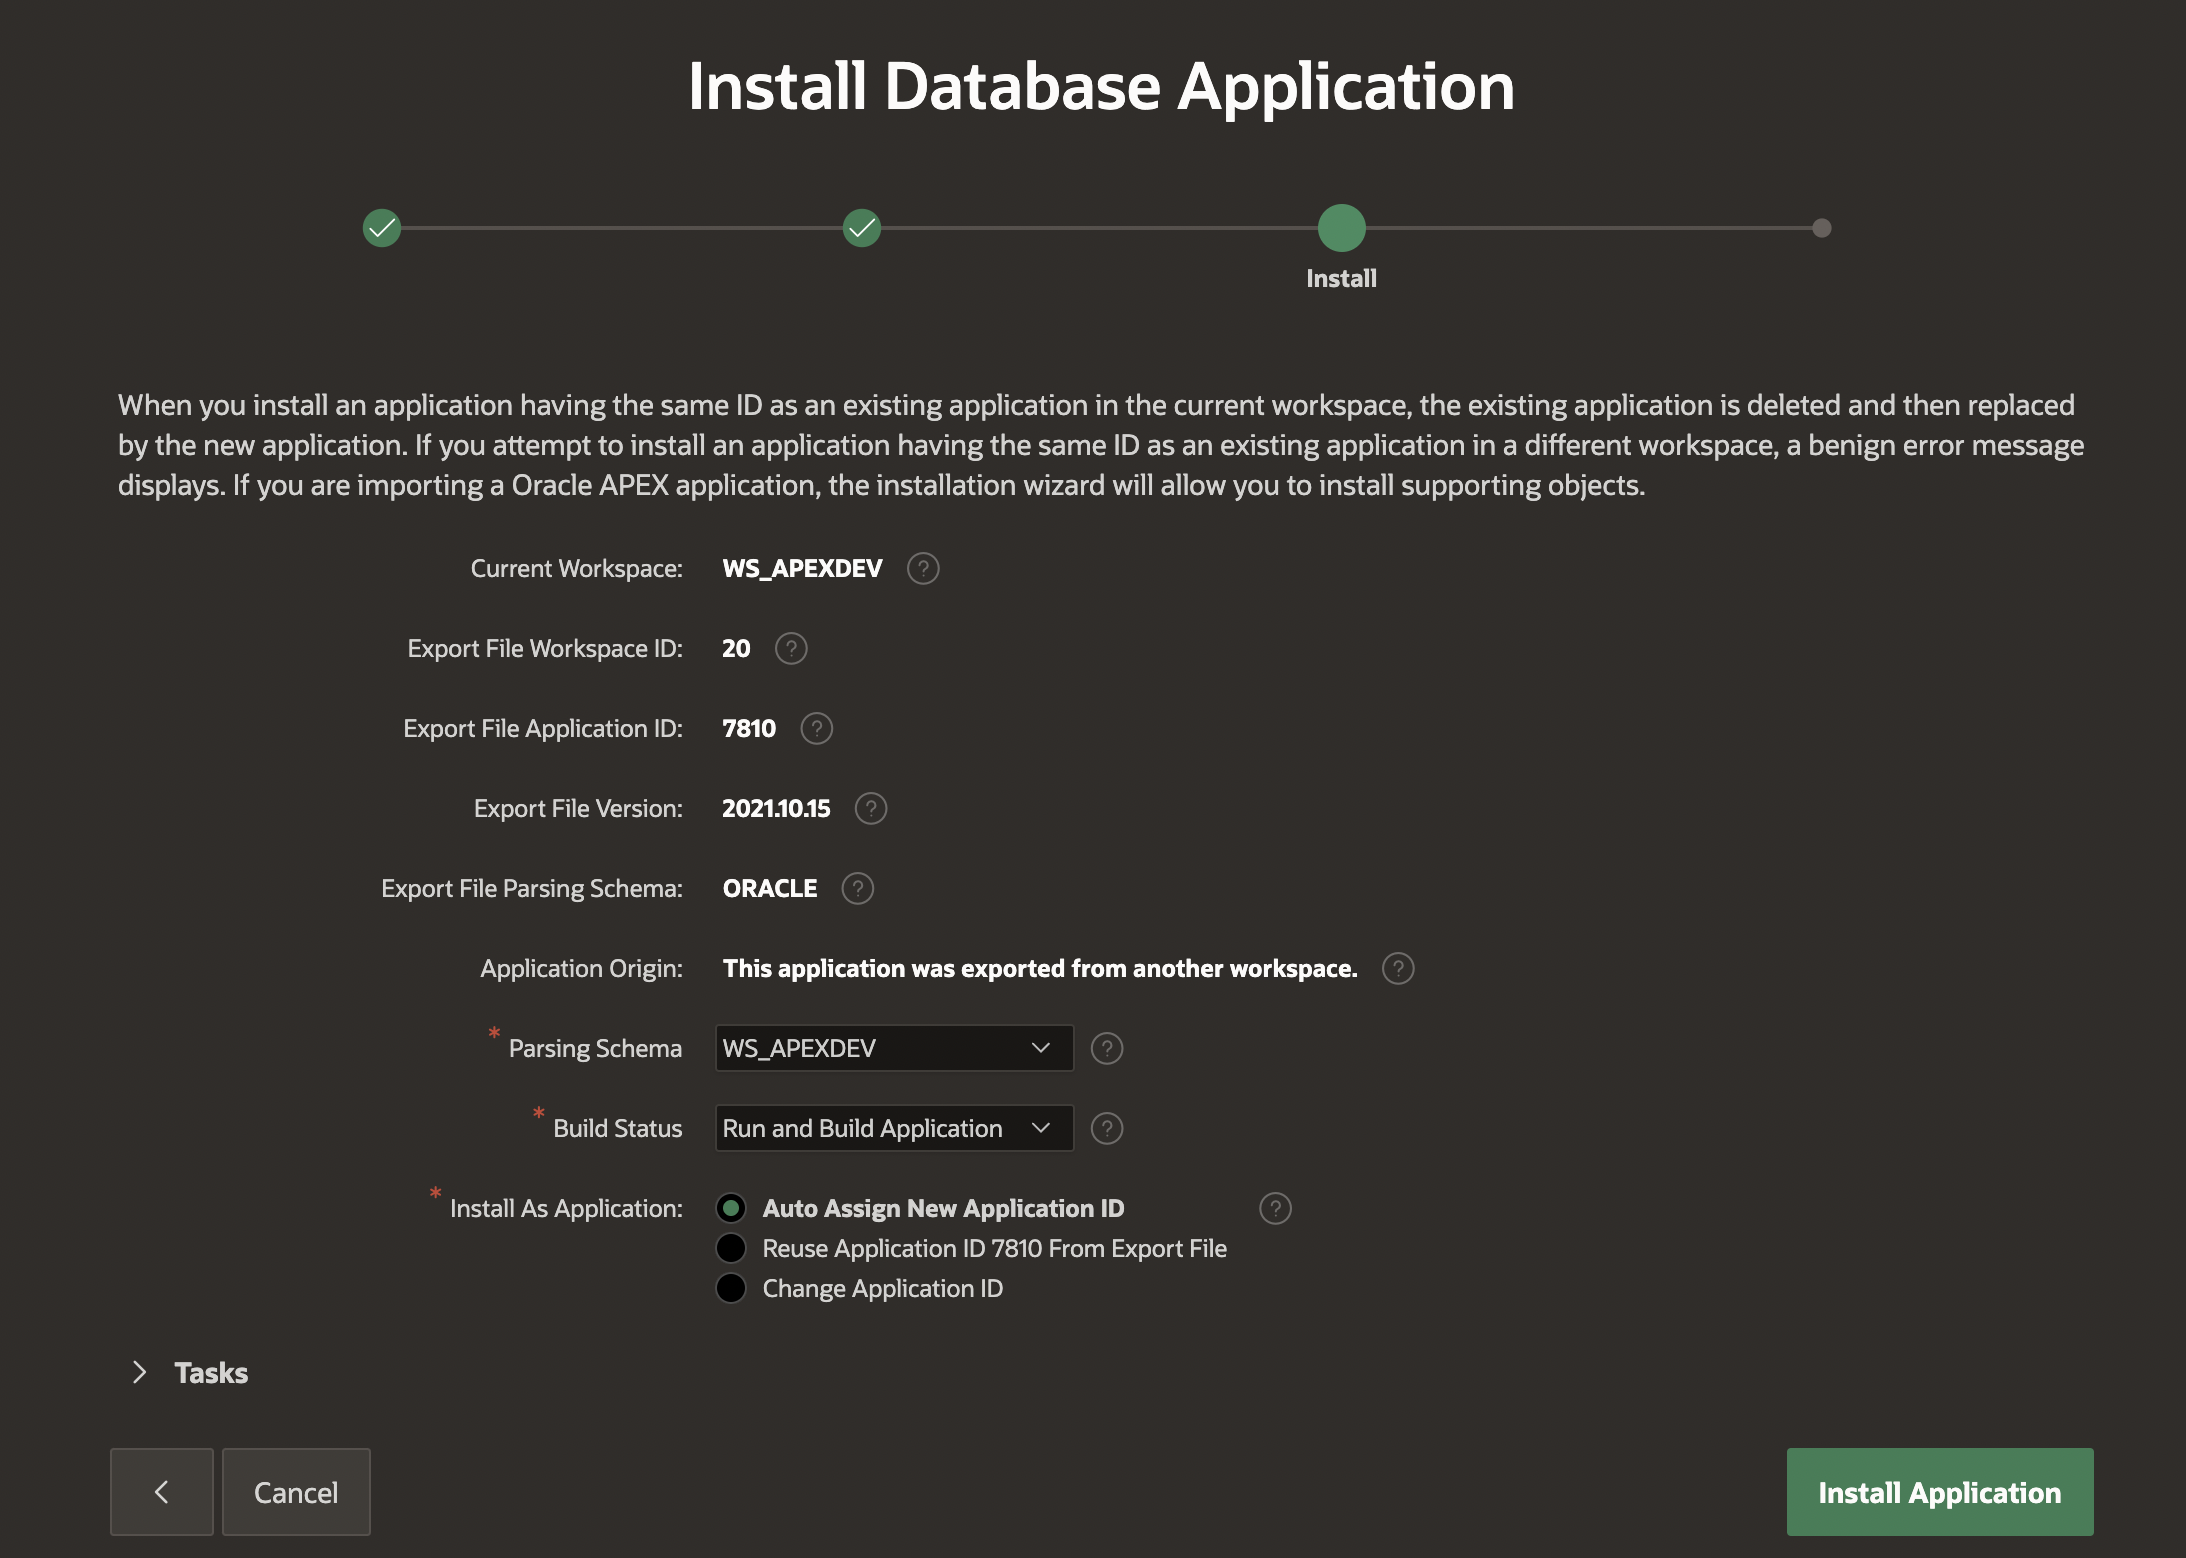 Install Database Application
Install
When you install an application having the same ID as an existing application in the current workspace, the existing application is deleted and then replaced
by the new application. If you attempt to install an application having the same ID as an existing application in a different workspace, a benign error message
displays. If you are importing a Oracle APEX application, the installation wizard will allow you to install supporting objects.
Current Workspace: WS_APEXDEV ?
Export File Workspace ID: 20 ?
Export File Application ID: 7810 ?
Export File Version: 2021.10.15 ?
Export File Parsing Schema: ORACLE ?
Application Origin: This application was exported from another workspace. ?
* Parsing Schema WS_APEXDEV ?
* Build Status Run and Build Application ?
* Install As Application: Auto Assign New Application ID ?
Reuse Application ID 7810 From Export File
Change Application ID
Tasks
Cancel Install Application